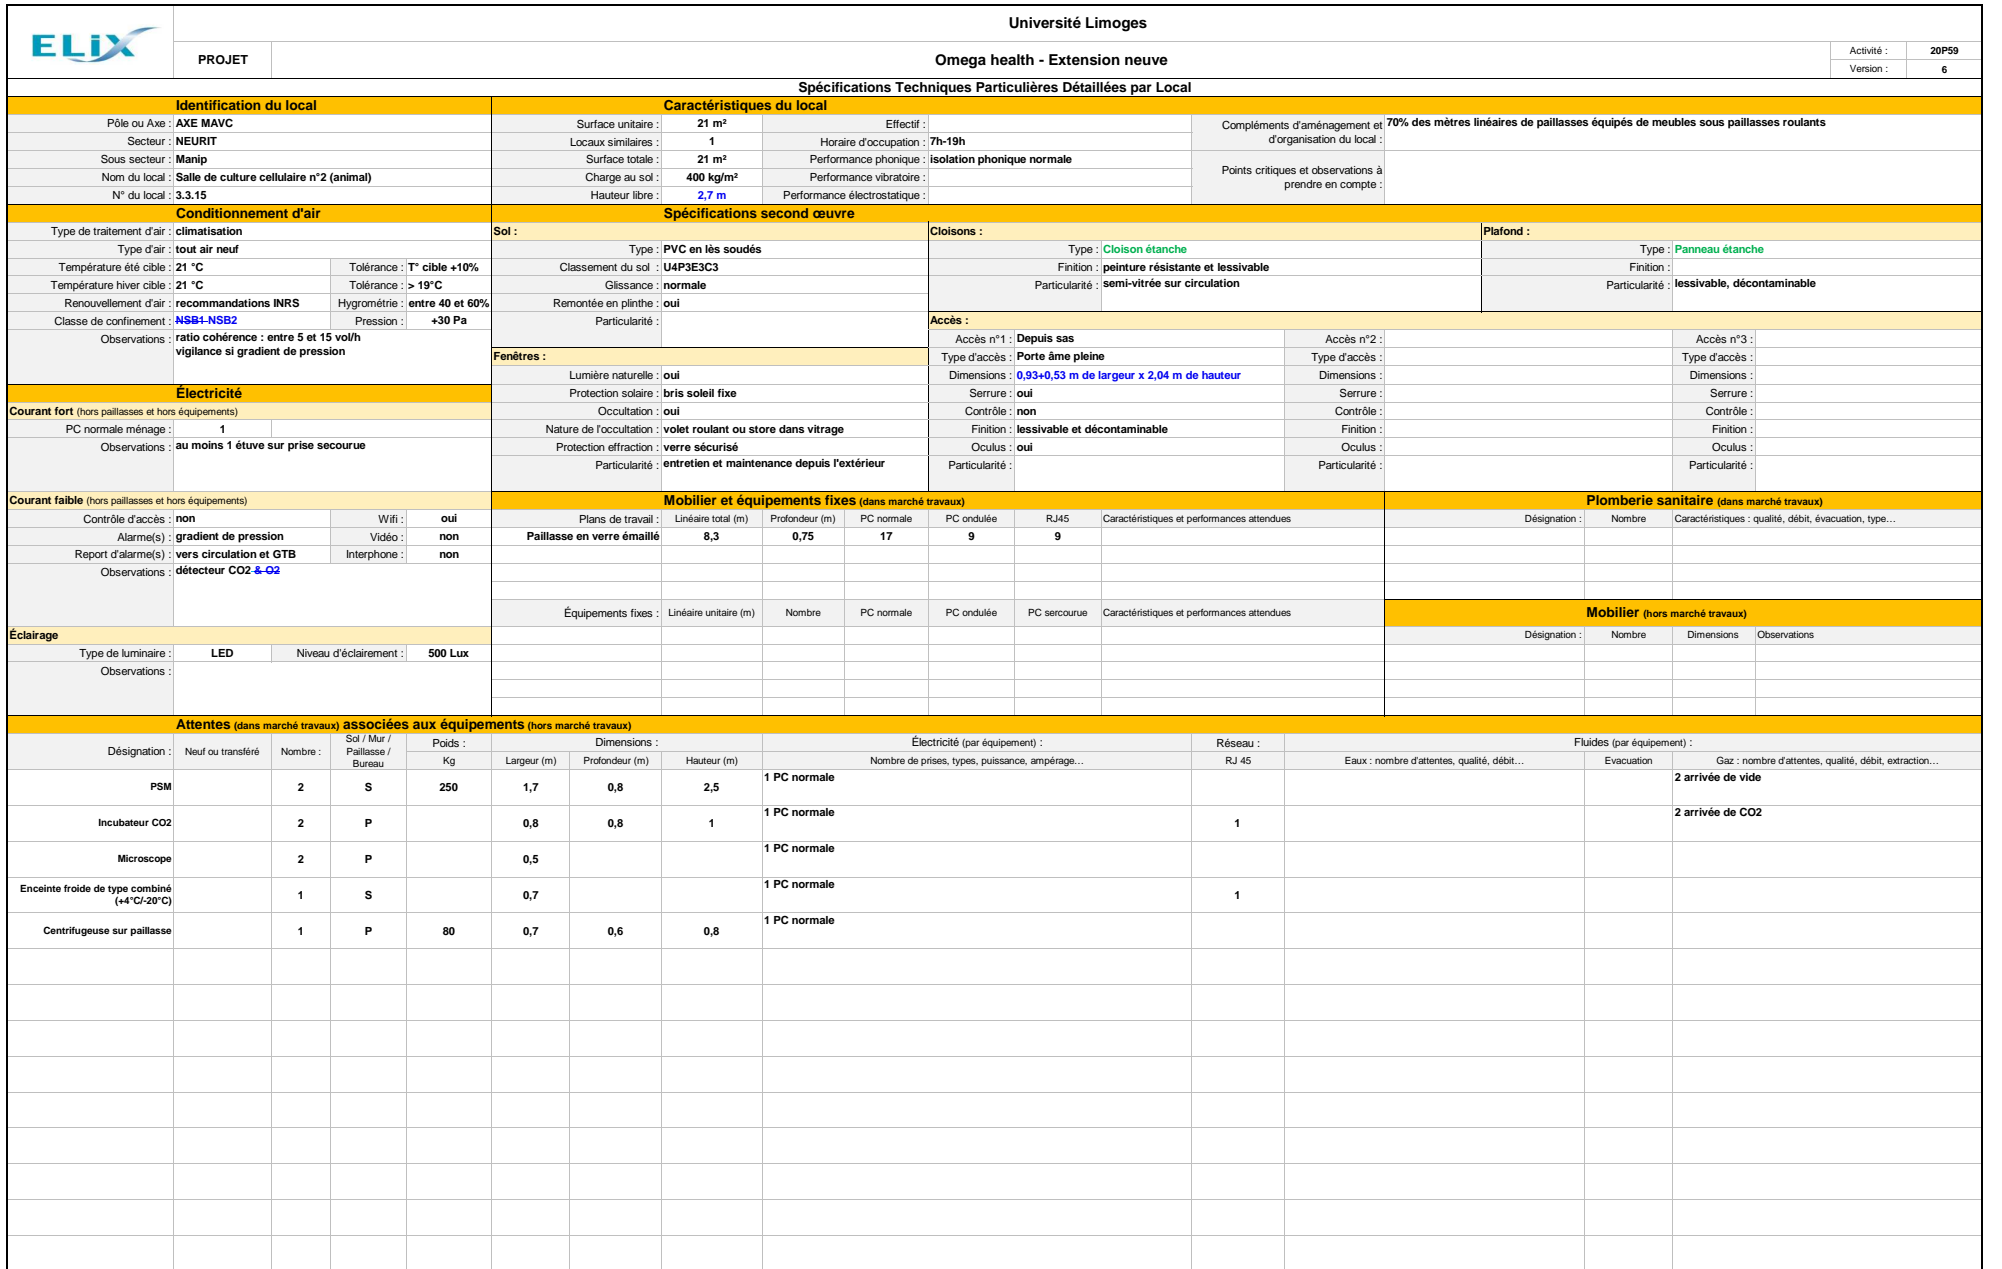 ELiX
Université Limoges
PROJET
Omega health - Extension neuve
Activité : 20P59
Version : 6
Spécifications Techniques Particulières Détaillées par Local
Identification du local
Pôle ou Axe : AXE MAVC
Secteur : NEURIT
Sous secteur : Manip
Nom du local : Salle de culture cellulaire n°2 (animal)
N° du local : 3.3.15
Caractéristiques du local
Surface unitaire : 21 m²
Locaux similaires : 1
Surface totale : 21 m²
Charge au sol : 400 kg/m²
Hauteur libre : 2,7 m
Effectif :
Horaire d'occupation : 7h-19h
Performance phonique : isolation phonique normale
Performance vibratoire :
Performance électrostatique :
Compléments d'aménagement et d'organisation du local : 70% des mètres linéaires de paillasses équipés de meubles sous paillasses roulants
Points critiques et observations à prendre en compte :
Conditionnement d'air
Type de traitement d'air : climatisation
Type d'air : tout air neuf
Température été cible : 21 °C Tolérance : T° cible +10%
Température hiver cible : 21 °C Tolérance : > 19°C
Renouvellement d'air : recommandations INRS Hygrométrie : entre 40 et 60%
Classe de confinement : NSB1 NSB2 Pression : +30 Pa
Observations : ratio cohérence : entre 5 et 15 vol/h
vigilance si gradient de pression
Spécifications second œuvre
Sol :
Type : PVC en lès soudés
Classement du sol : U4P3E3C3
Glissance : normale
Remontée en plinthe : oui
Particularité :
Cloisons :
Type : Cloison étanche
Finition : peinture résistante et lessivable
Particularité : semi-vitrée sur circulation
Plafond :
Type : Panneau étanche
Finition :
Particularité : lessivable, décontaminable
Fenêtres :
Lumière naturelle : oui
Protection solaire : bris soleil fixe
Occultation : oui
Nature de l'occultation : volet roulant ou store dans vitrage
Protection effraction : verre sécurisé
Particularité : entretien et maintenance depuis l'extérieur
Accès :
Accès n°1 : Depuis sas Accès n°2 : Accès n°3 :
Type d'accès : Porte âme pleine Type d'accès : Type d'accès :
Dimensions : 0,93+0,53 m de largeur x 2,04 m de hauteur Dimensions : Dimensions :
Serrure : oui Serrure : Serrure :
Contrôle : non Contrôle : Contrôle :
Finition : lessivable et décontaminable Finition : Finition :
Oculus : oui Oculus : Oculus :
Particularité : Particularité : Particularité :
Électricité
Courant fort (hors paillasses et hors équipements)
PC normale ménage : 1
Observations : au moins 1 étuve sur prise secourue
Courant faible (hors paillasses et hors équipements)
Contrôle d'accès : non Wifi : oui
Alarme(s) : gradient de pression Vidéo : non
Report d'alarme(s) : vers circulation et GTB Interphone : non
Observations : détecteur CO2 & O2
Éclairage
Type de luminaire : LED Niveau d'éclairement : 500 Lux
Observations :
Mobilier et équipements fixes (dans marché travaux)
Plans de travail : Linéaire total (m) Profondeur (m) PC normale PC ondulée RJ45 Caractéristiques et performances attendues
Paillasse en verre émaillé 8,3 0,75 17 9 9
Équipements fixes : Linéaire unitaire (m) Nombre PC normale PC ondulée PC sercourue Caractéristiques et performances attendues
Plomberie sanitaire (dans marché travaux)
Désignation : Nombre Caractéristiques : qualité, débit, évacuation, type…
Mobilier (hors marché travaux)
Désignation : Nombre Dimensions Observations
Attentes (dans marché travaux) associées aux équipements (hors marché travaux)
Désignation : Neuf ou transféré Nombre : Sol / Mur / Paillasse / Bureau Poids : Dimensions : Électricité (par équipement) : Réseau : Fluides (par équipement) :
Kg Largeur (m) Profondeur (m) Hauteur (m) Nombre de prises, types, puissance, ampérage… RJ 45 Eaux : nombre d'attentes, qualité, débit… Evacuation Gaz : nombre d'attentes, qualité, débit, extraction…
PSM 2 S 250 1,7 0,8 2,5 1 PC normale 2 arrivée de vide
Incubateur CO2 2 P 0,8 0,8 1 1 PC normale 1 2 arrivée de CO2
Microscope 2 P 0,5 1 PC normale
Enceinte froide de type combiné (+4°C/-20°C) 1 S 0,7 1 PC normale 1
Centrifugeuse sur paillasse 1 P 80 0,7 0,6 0,8 1 PC normale